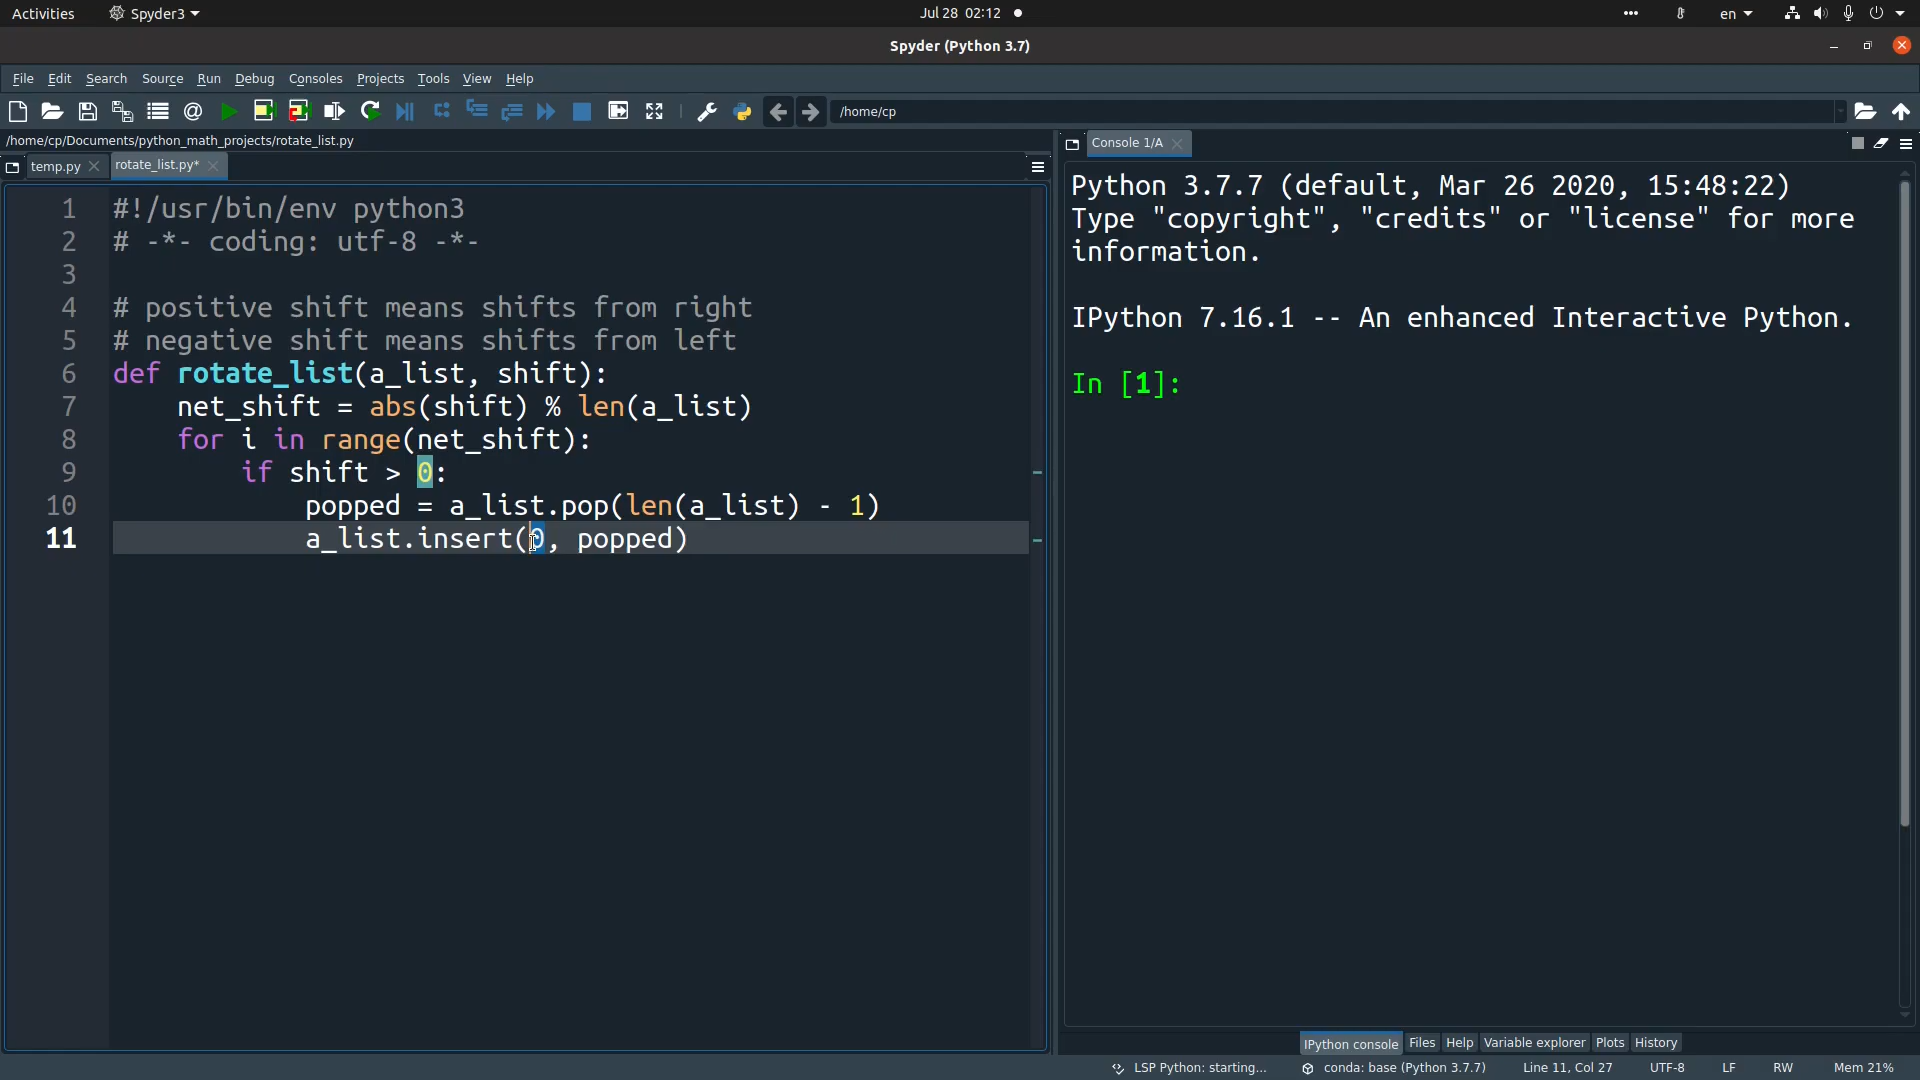 Activities Spyder3 Jul 28 02:12 en
Spyder (Python 3.7)
File Edit Search Source Run Debug Consoles Projects Tools View Help
/home/cp
/home/cp/Documents/python_math_projects/rotate_list.py
temp.py rotate_list.py*
1 #!/usr/bin/env python3
2 # -*- coding: utf-8 -*-
3
4 # positive shift means shifts from right
5 # negative shift means shifts from left
6 def rotate_list(a_list, shift):
7 net_shift = abs(shift) % len(a_list)
8 for i in range(net_shift):
9 if shift > 0:
10 popped = a_list.pop(len(a_list) - 1)
11 a_list.insert(0, popped)
Console 1/A
Python 3.7.7 (default, Mar 26 2020, 15:48:22)
Type "copyright", "credits" or "license" for more
information.
IPython 7.16.1 -- An enhanced Interactive Python.
In [1]:
IPython console Files Help Variable explorer Plots History
LSP Python: starting... conda: base (Python 3.7.7) Line 11, Col 27 UTF-8 LF RW Mem 21%